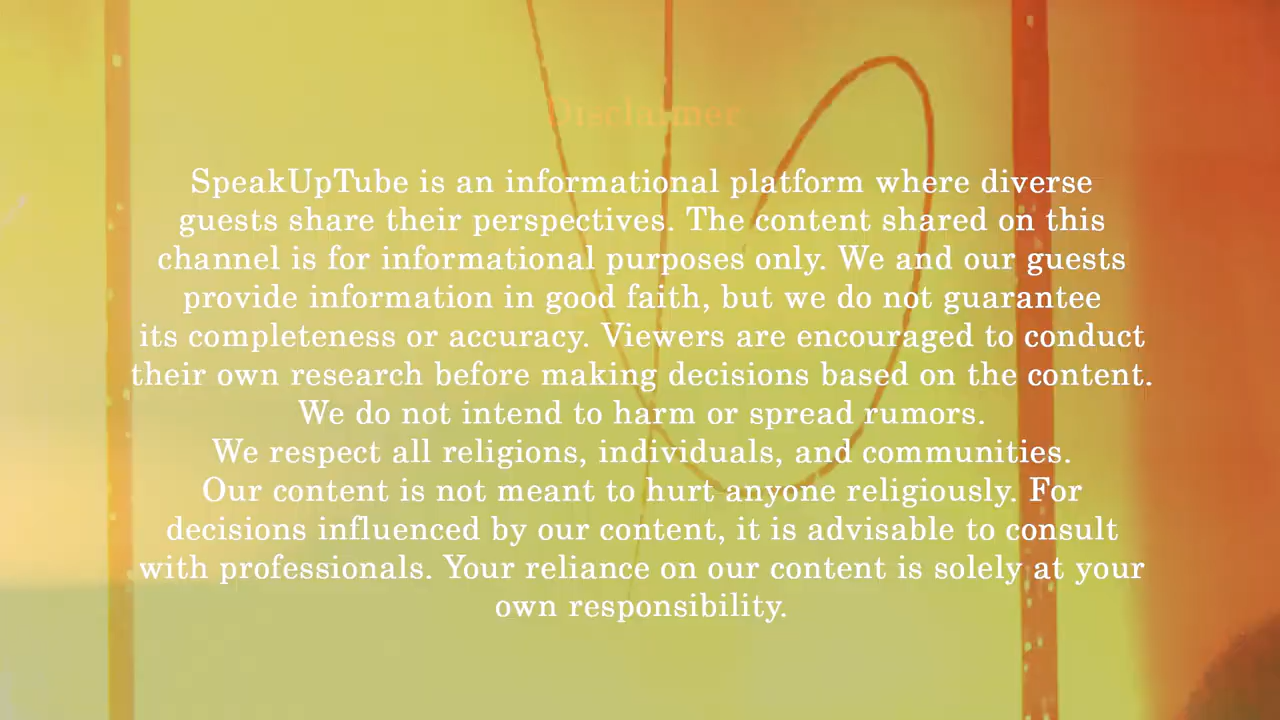 Disclaimer
SpeakUpTube is an informational platform where diverse
guests share their perspectives. The content shared on this
channel is for informational purposes only. We and our guests
provide information in good faith, but we do not guarantee
its completeness or accuracy. Viewers are encouraged to conduct
their own research before making decisions based on the content.
We do not intend to harm or spread rumors.
We respect all religions, individuals, and communities.
Our content is not meant to hurt anyone religiously. For
decisions influenced by our content, it is advisable to consult
with professionals. Your reliance on our content is solely at your
own responsibility.